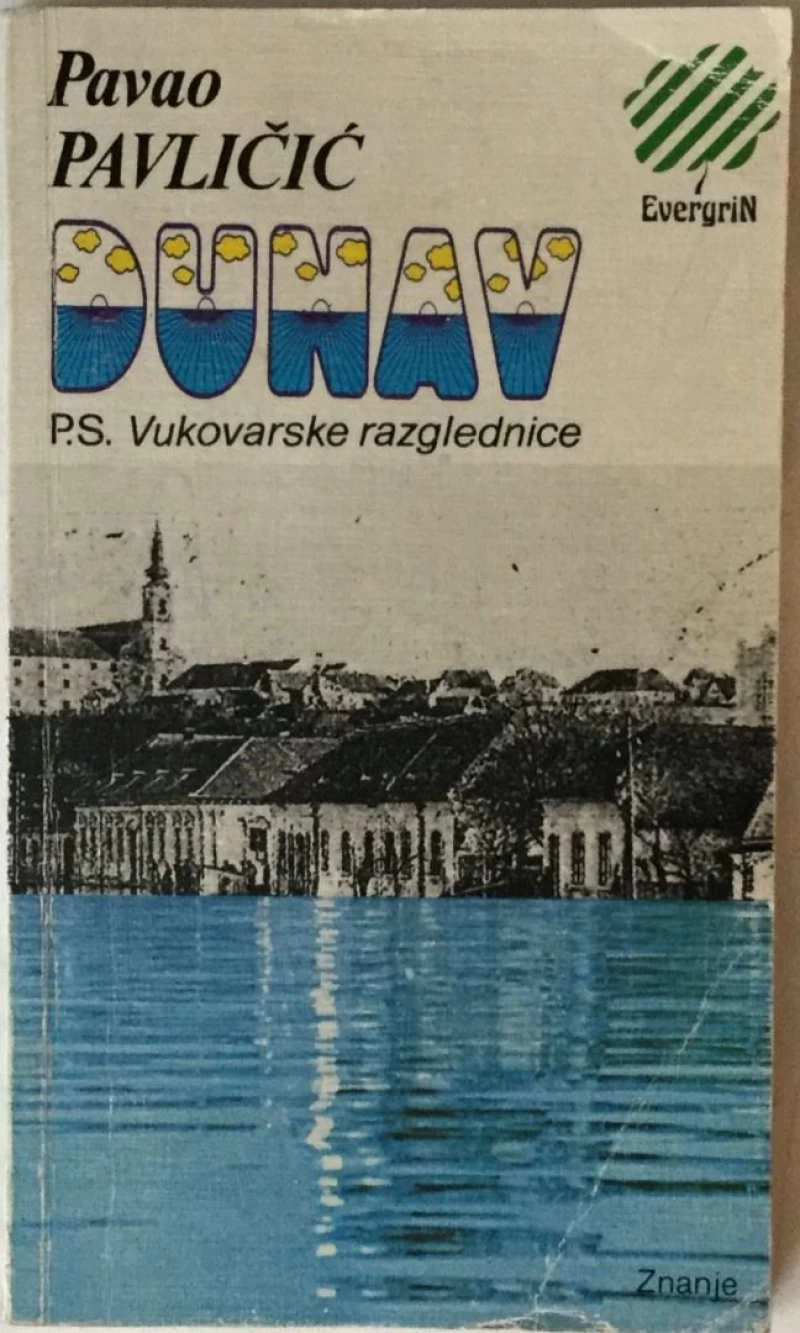 Pavao
PAVLIČIĆ
EvergriN
DUNAV
P.S. Vukovarske razglednice
Znanje